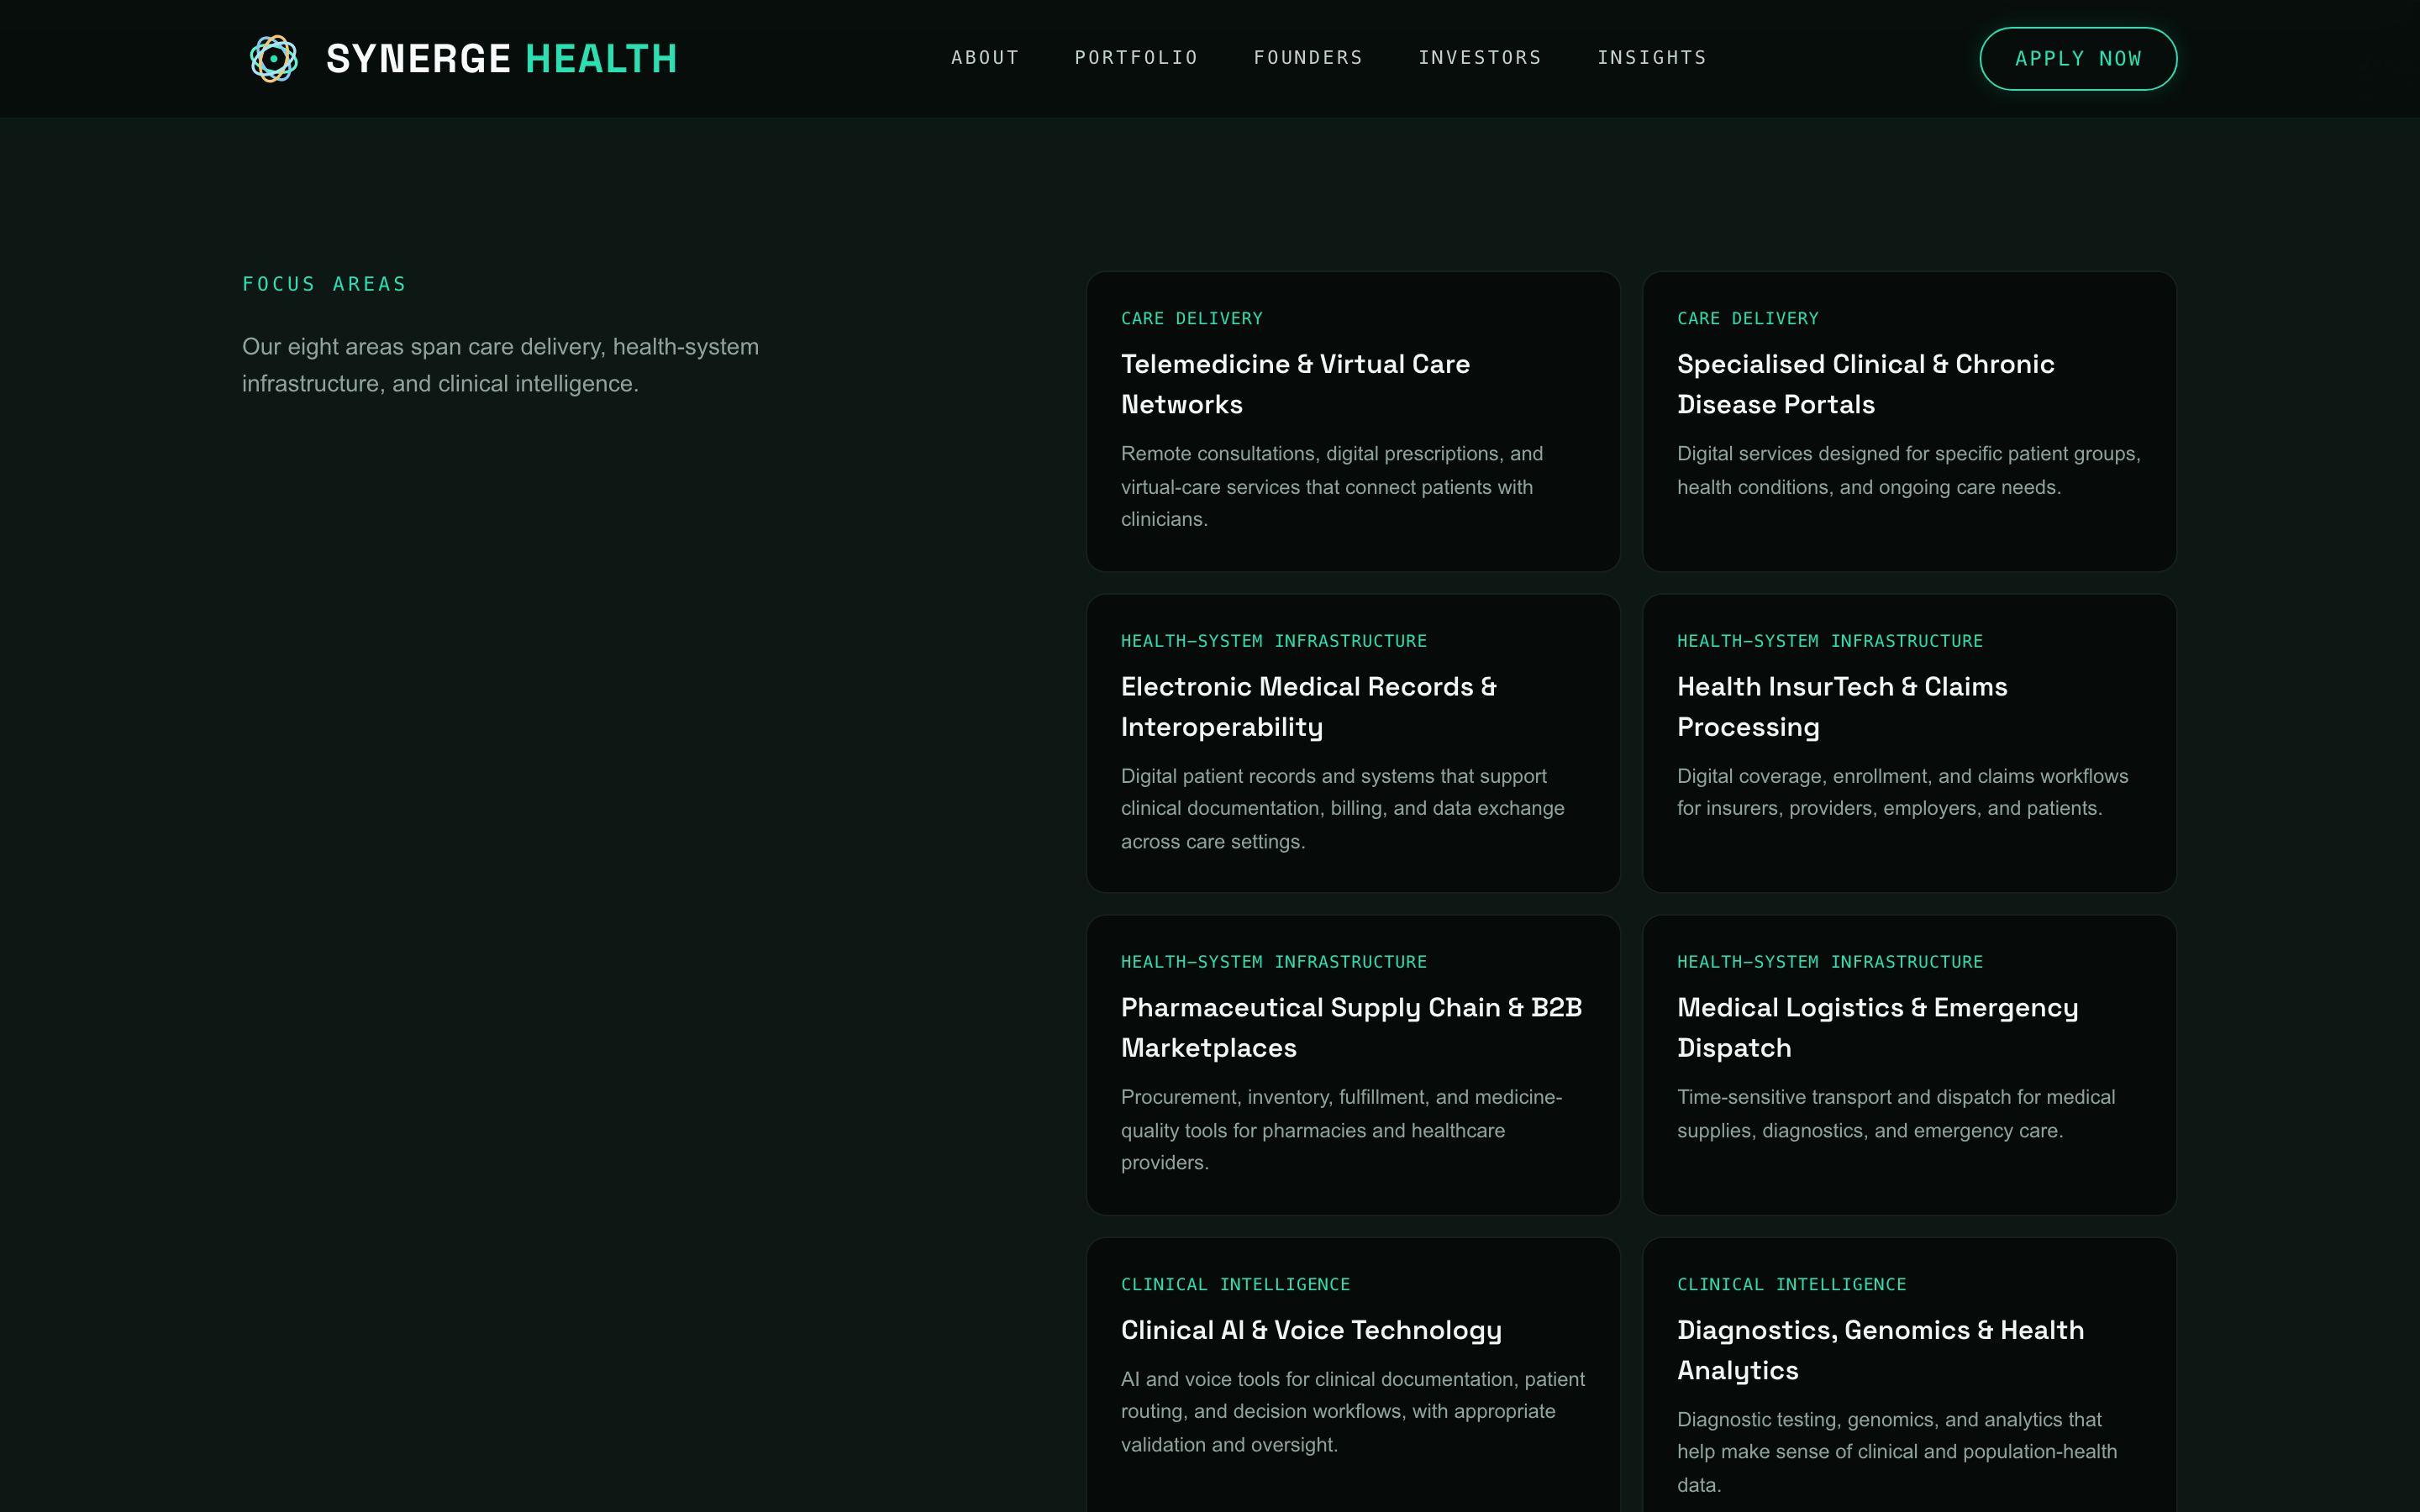 SYNERGE HEALTH
ABOUT
PORTFOLIO
FOUNDERS
INVESTORS
INSIGHTS
APPLY NOW
FOCUS AREAS
Our eight areas span care delivery, health-system
infrastructure, and clinical intelligence.
CARE DELIVERY
Telemedicine & Virtual Care
Networks
Remote consultations, digital prescriptions, and
virtual-care services that connect patients with
clinicians.
CARE DELIVERY
Specialised Clinical & Chronic
Disease Portals
Digital services designed for specific patient groups,
health conditions, and ongoing care needs.
HEALTH-SYSTEM INFRASTRUCTURE
Electronic Medical Records &
Interoperability
Digital patient records and systems that support
clinical documentation, billing, and data exchange
across care settings.
HEALTH-SYSTEM INFRASTRUCTURE
Health InsurTech & Claims
Processing
Digital coverage, enrollment, and claims workflows
for insurers, providers, employers, and patients.
HEALTH-SYSTEM INFRASTRUCTURE
Pharmaceutical Supply Chain & B2B
Marketplaces
Procurement, inventory, fulfillment, and medicine-
quality tools for pharmacies and healthcare
providers.
HEALTH-SYSTEM INFRASTRUCTURE
Medical Logistics & Emergency
Dispatch
Time-sensitive transport and dispatch for medical
supplies, diagnostics, and emergency care.
CLINICAL INTELLIGENCE
Clinical AI & Voice Technology
AI and voice tools for clinical documentation, patient
routing, and decision workflows, with appropriate
validation and oversight.
CLINICAL INTELLIGENCE
Diagnostics, Genomics & Health
Analytics
Diagnostic testing, genomics, and analytics that
help make sense of clinical and population-health
data.